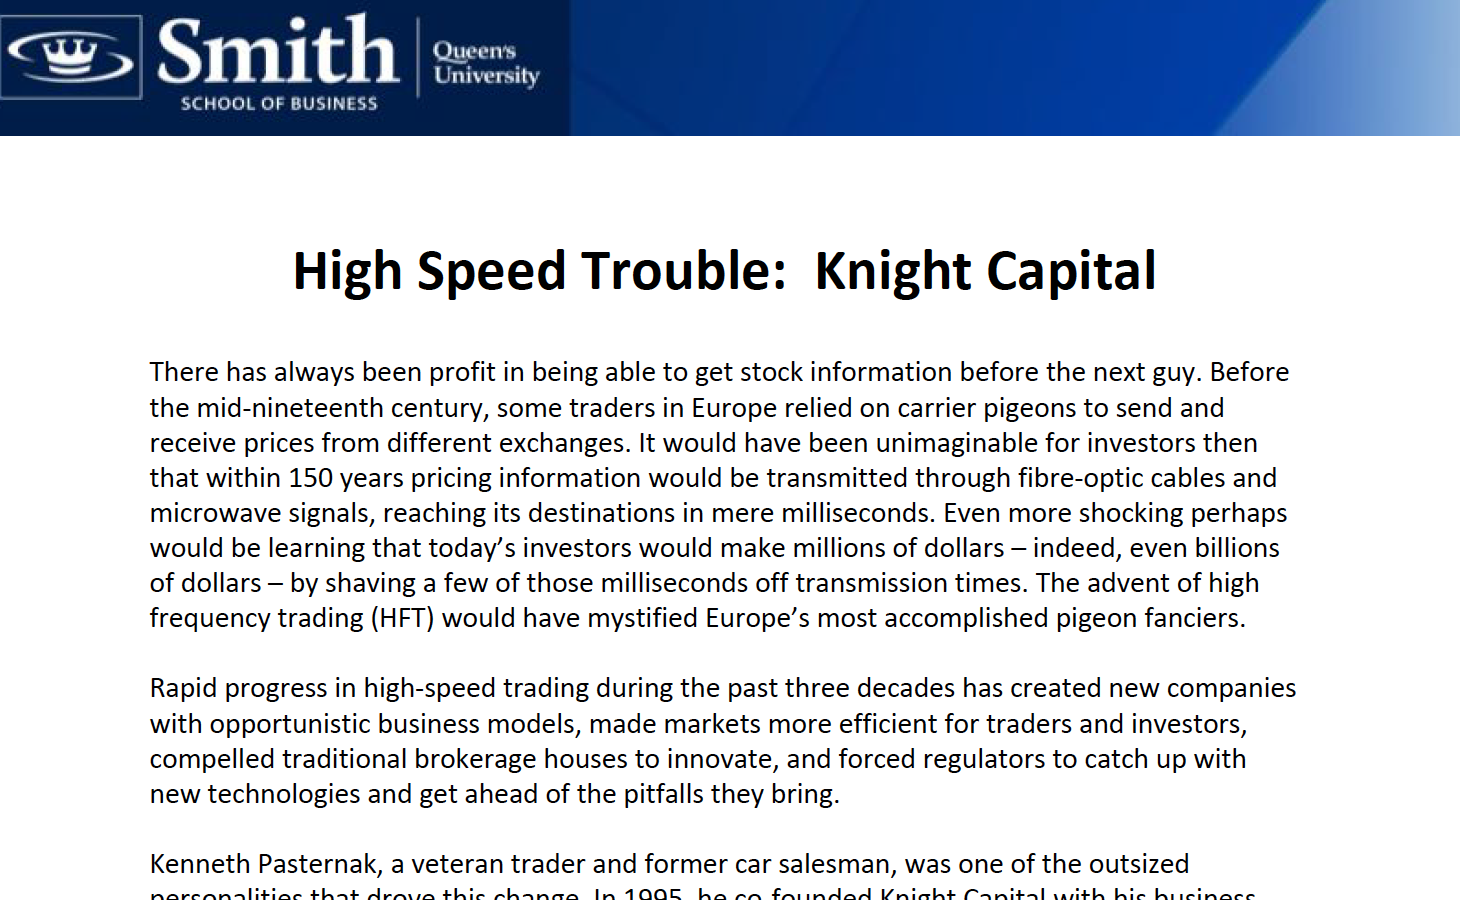 Smith
SCHOOL OF BUSINESS
Queen's
University
High Speed Trouble:  Knight Capital
There has always been profit in being able to get stock information before the next guy. Before
the mid-nineteenth century, some traders in Europe relied on carrier pigeons to send and
receive prices from different exchanges. It would have been unimaginable for investors then
that within 150 years pricing information would be transmitted through fibre-optic cables and
microwave signals, reaching its destinations in mere milliseconds. Even more shocking perhaps
would be learning that today’s investors would make millions of dollars – indeed, even billions
of dollars – by shaving a few of those milliseconds off transmission times. The advent of high
frequency trading (HFT) would have mystified Europe’s most accomplished pigeon fanciers.
Rapid progress in high-speed trading during the past three decades has created new companies
with opportunistic business models, made markets more efficient for traders and investors,
compelled traditional brokerage houses to innovate, and forced regulators to catch up with
new technologies and get ahead of the pitfalls they bring.
Kenneth Pasternak, a veteran trader and former car salesman, was one of the outsized
personalities that drove this change. In 1995, he co-founded Knight Capital with his business